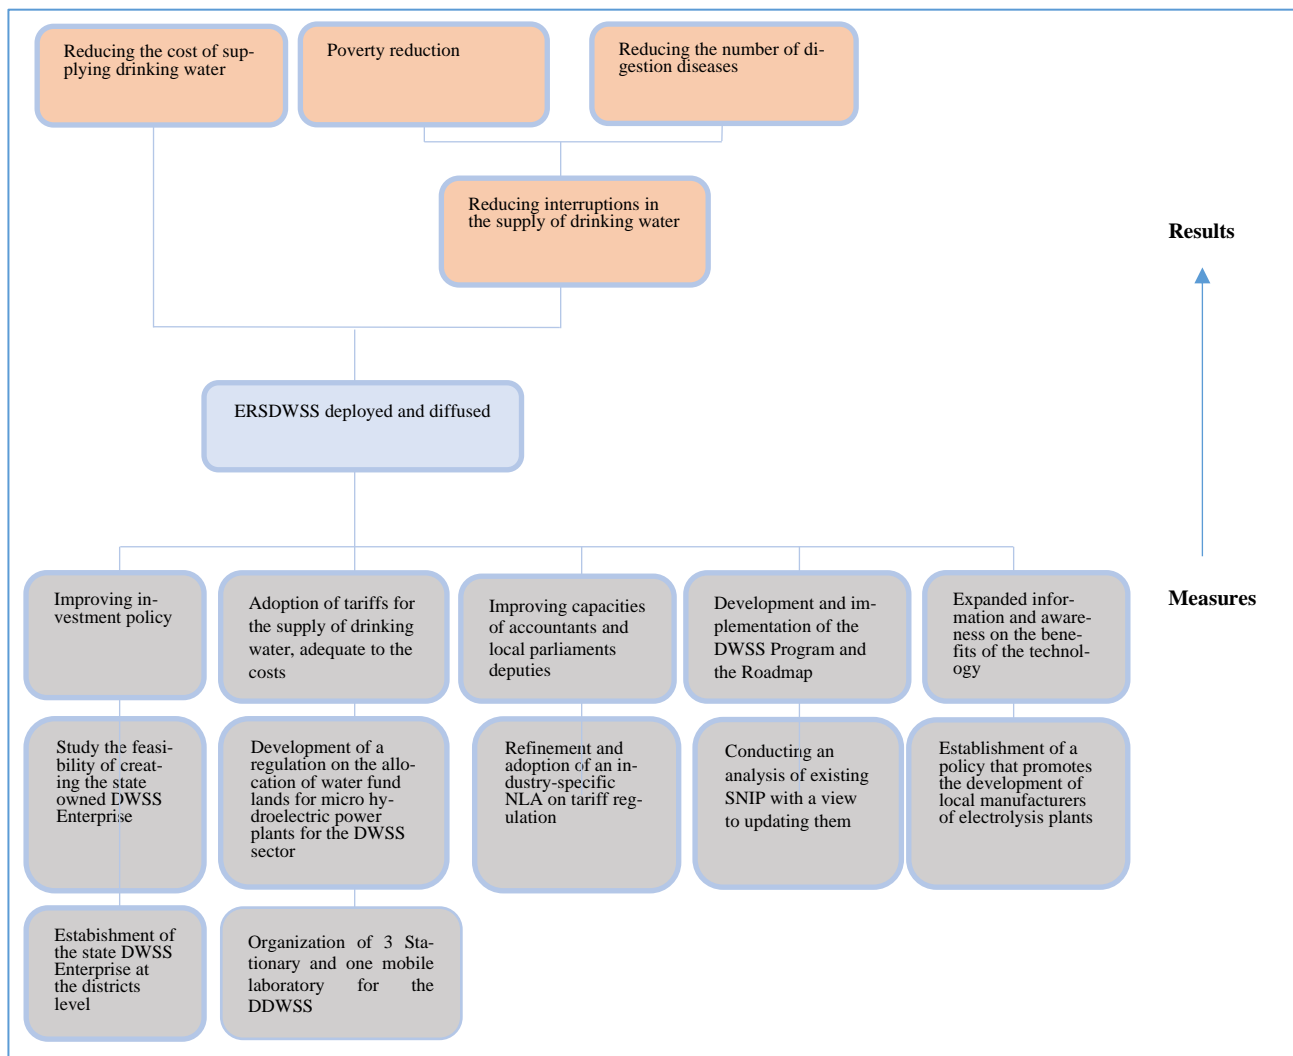 Reducing the cost of sup-
plying drinking water
Poverty reduction
Reducing the number of di-
gestion diseases
Reducing interruptions in
the supply of drinking water
Results
ERSDWSS deployed and diffused
Measures
Improving in-
vestment policy
Adoption of tariffs for
the supply of drinking
water, adequate to the
costs
Improving capacities
of accountants and
local parliaments
deputies
Development and im-
plementation of the
DWSS Program and
the Roadmap
Expanded infor-
mation and aware-
ness on the bene-
fits of the technol-
ogy
Study the feasi-
bility of creat-
ing the state
owned DWSS
Enterprise
Development of a
regulation on the allo-
cation of water fund
lands for micro hy-
droelectric power
plants for the DWSS
sector
Refinement and
adoption of an in-
dustry-specific
NLA on tariff reg-
ulation
Conducting an
analysis of existing
SNIP with a view
to updating them
Establishment of a
policy that promotes
the development of
local manufacturers
of electrolysis plants
Estabishment of
the state DWSS
Enterprise at
the districts
level
Organization of 3 Sta-
tionary and one mobile
laboratory for the
DDWSS